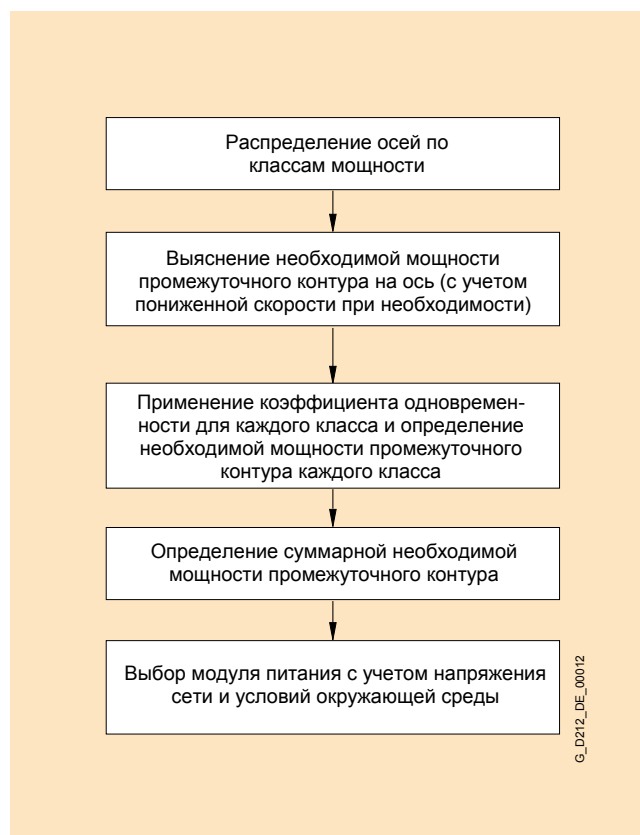 Распределение осей по
классам мощности
Выяснение необходимой мощности
промежуточного контура на ось (с учетом
пониженной скорости при необходимости)
Применение коэффициента одновремен-
ности для каждого класса и определение
необходимой мощности промежуточного
контура каждого класса
Определение суммарной необходимой
мощности промежуточного контура
Выбор модуля питания с учетом напряжения
сети и условий окружающей среды
G_D212_DE_00012